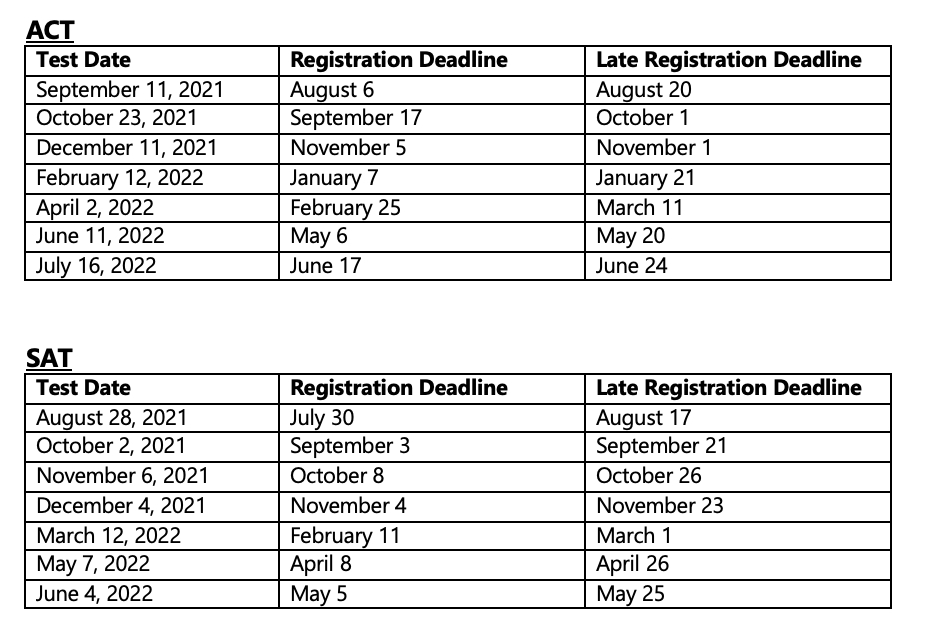 ACT
Test Date Registration Deadline Late Registration Deadline
September 11, 2021 August 6 August 20
October 23, 2021 September 17 October 1
December 11, 2021 November 5 November 1
February 12, 2022 January 7 January 21
April 2, 2022 February 25 March 11
June 11, 2022 May 6 May 20
July 16, 2022 June 17 June 24
SAT
Test Date Registration Deadline Late Registration Deadline
August 28, 2021 July 30 August 17
October 2, 2021 September 3 September 21
November 6, 2021 October 8 October 26
December 4, 2021 November 4 November 23
March 12, 2022 February 11 March 1
May 7, 2022 April 8 April 26
June 4, 2022 May 5 May 25